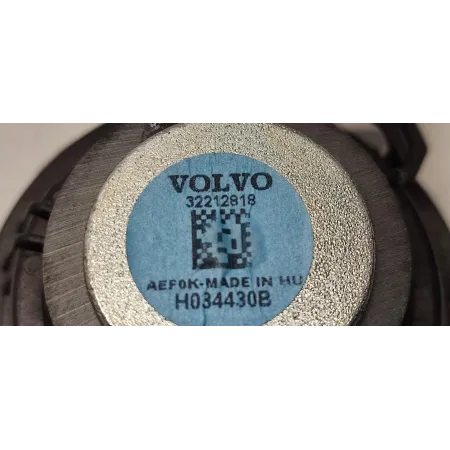 VOLVO
32212818
AEF0K-MADE IN HU
H034430B